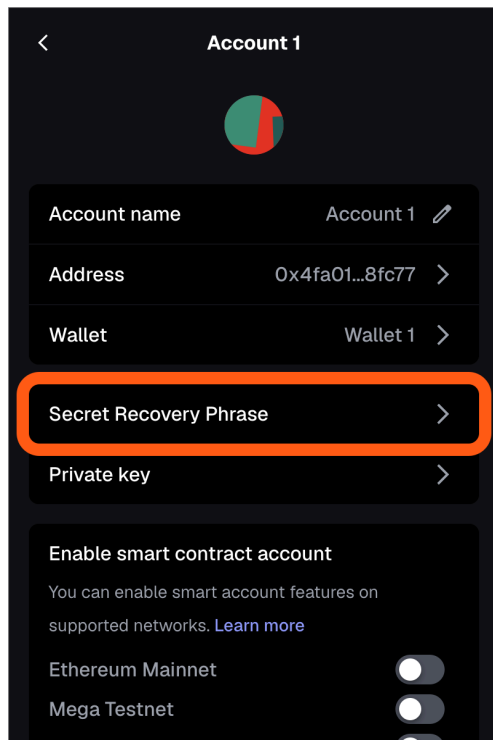 Account 1
Account name Account 1
Address 0x4fa01...8fc77
Wallet Wallet 1
Secret Recovery Phrase
Private key
Enable smart contract account
You can enable smart account features on
supported networks. Learn more
Ethereum Mainnet
Mega Testnet